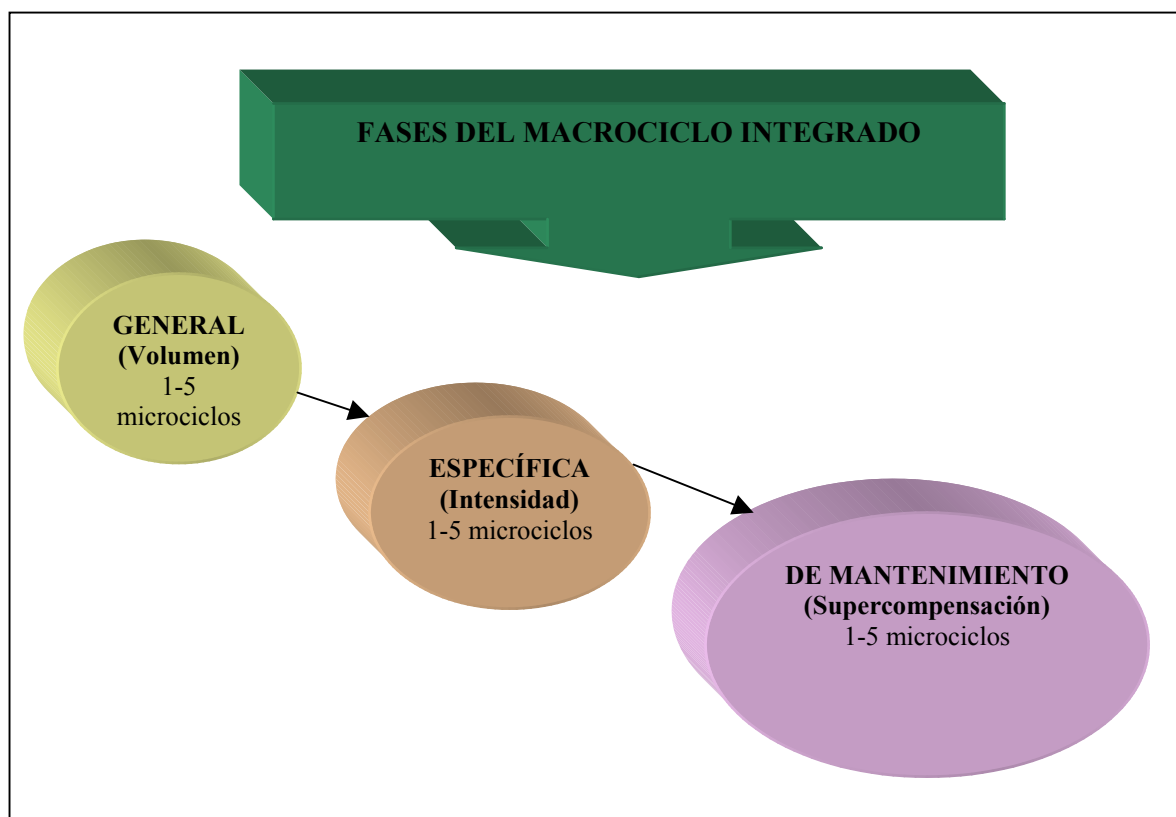 FASES DEL MACROCICLO INTEGRADO
GENERAL
(Volumen)
1-5
microciclos
ESPECÍFICA
(Intensidad)
1-5 microciclos
DE MANTENIMIENTO
(Supercompensación)
1-5 microciclos